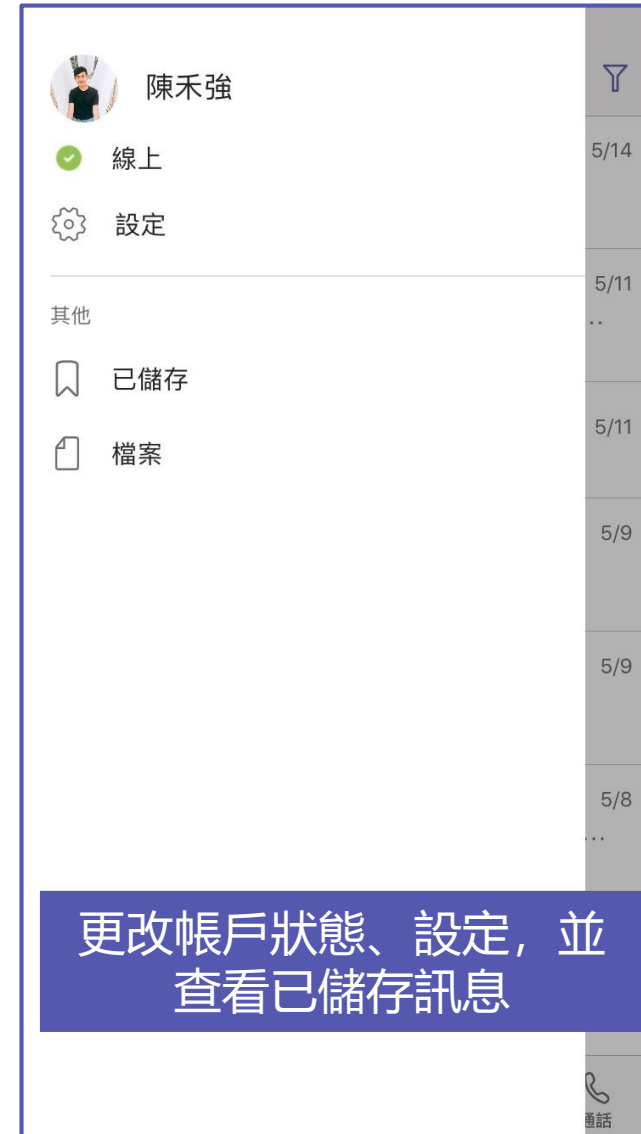 陳禾強
線上
設定
其他
已儲存
檔案
5/14
5/11
..
5/11
5/9
5/9
5/8
...
更改帳戶狀態、設定，並
查看已儲存訊息
通話